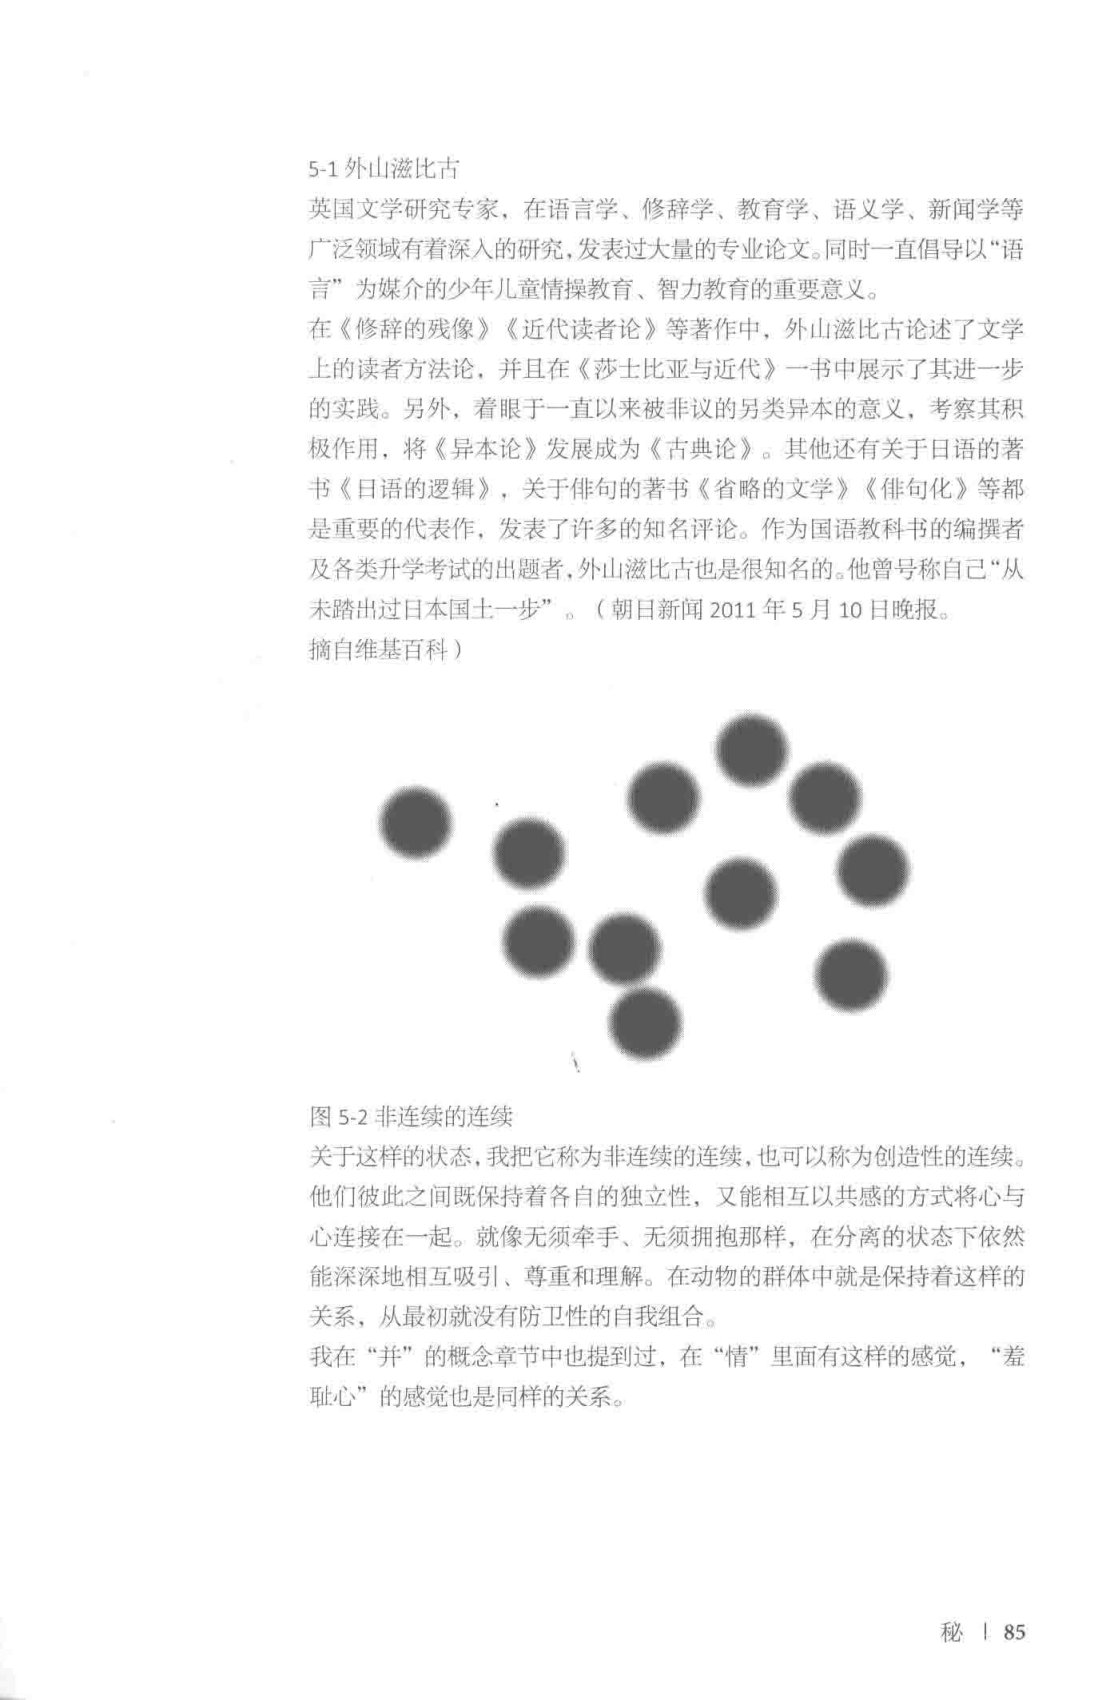 5-1 外山滋比古
英国文学研究专家，在语言学、修辞学、教育学、语义学、新闻学等
广泛领域有着深入的研究，发表过大量的专业论文。同时一直倡导以“语
言”为媒介的少年儿童情操教育、智力教育的重要意义。
在《修辞的残像》《近代读者论》等著作中，外山滋比古论述了文学
上的读者方法论，并且在《莎士比亚与近代》一书中展示了其进一步
的实践。另外，着眼于一直以来被非议的另类异本的意义，考察其积
极作用，将《异本论》发展成为《古典论》。其他还有关于日语的著
书《日语的逻辑》，关于俳句的著书《省略的文学》《俳句化》等都
是重要的代表作，发表了许多的知名评论。作为国语教科书的编撰者
及各类升学考试的出题者，外山滋比古也是很知名的。他曾号称自己“从
未踏出过日本国土一步”。（朝日新闻 2011 年 5 月 10 日晚报。
摘自维基百科）
图 5-2 非连续的连续
关于这样的状态，我把它称为非连续的连续，也可以称为创造性的连续。
他们彼此之间既保持着各自的独立性，又能相互以共感的方式将心与
心连接在一起。就像无须牵手、无须拥抱那样，在分离的状态下依然
能深深地相互吸引、尊重和理解。在动物的群体中就是保持着这样的
关系，从最初就没有防卫性的自我组合。
我在“并”的概念章节中也提到过，在“情”里面有这样的感觉，“羞
耻心”的感觉也是同样的关系。
秘 | 85